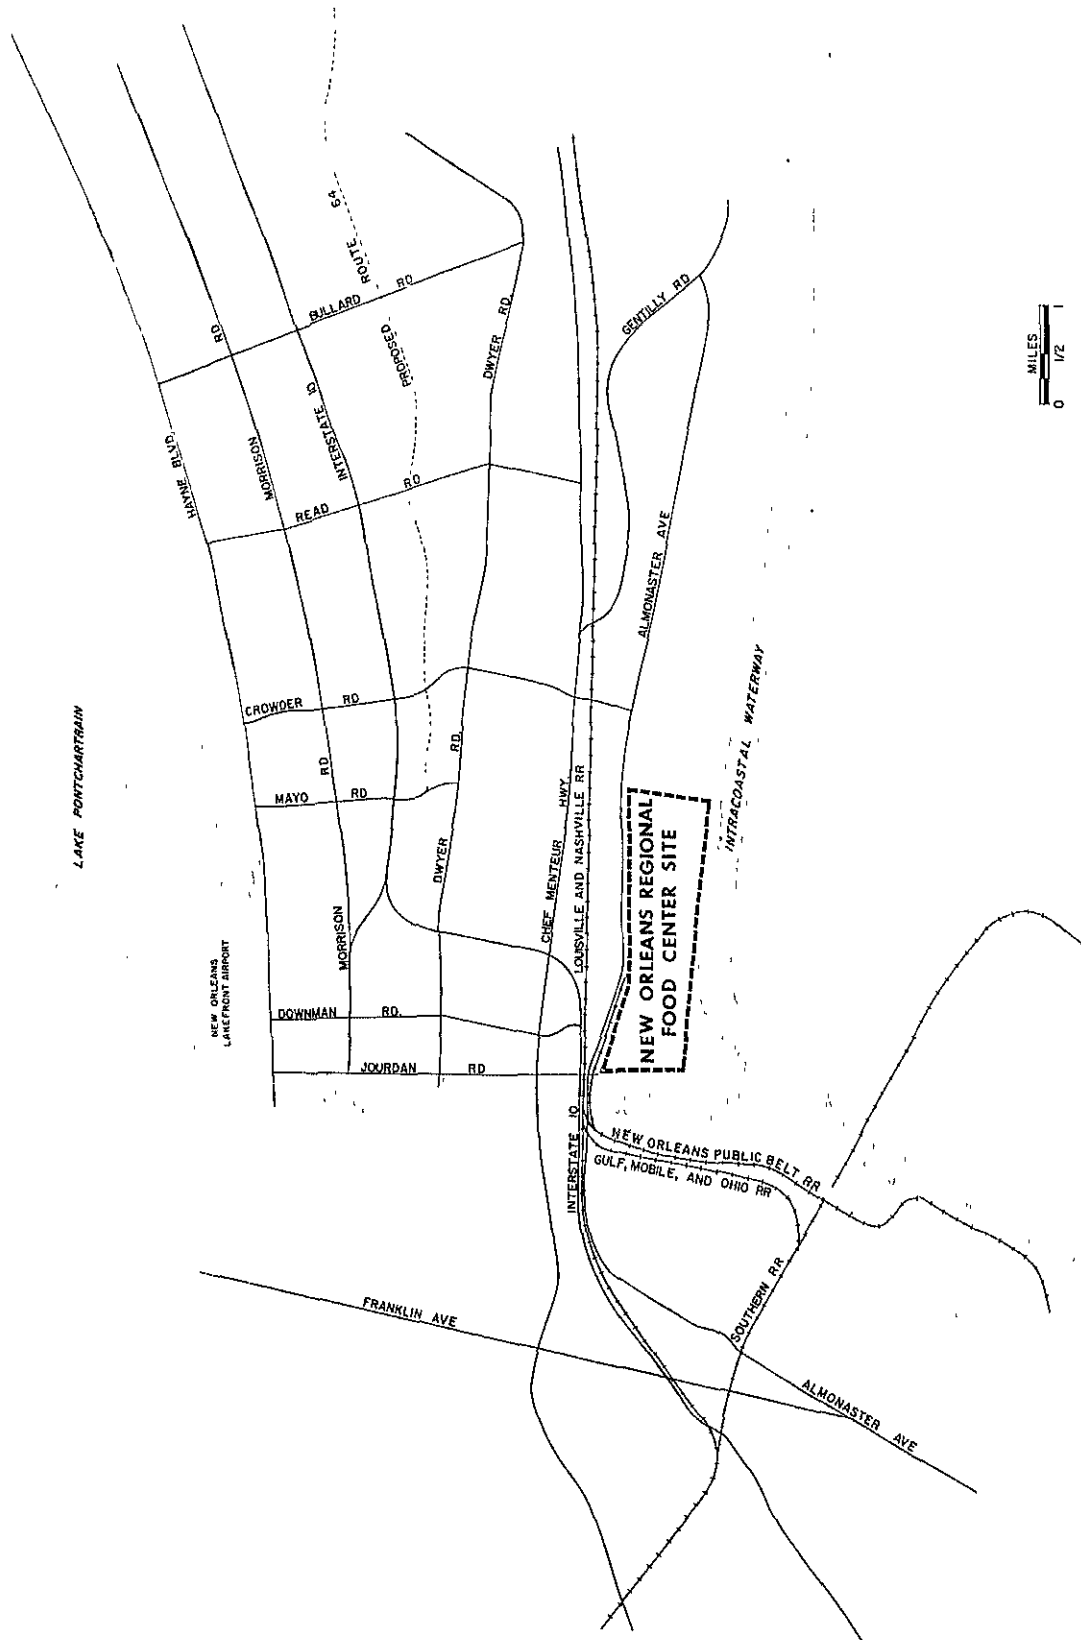 LAKE PONTCHARTRAIN
NEW ORLEANS
LAKEFRONT AIRPORT
HAYNE BLVD.
MORRISON
RD
MORRISON
RD
INTERSTATE 10
PROPOSED
ROUTE
64
BULLARD
RD
READ
RD
CROWDER
RD
MAYO
RD
DOWNMAN
RD.
JOURDAN
RD
DWYER
RD.
DWYER
RD.
CHEF MENTEUR
HWY.
LOUISVILLE AND NASHVILLE RR
GENTILLY RD
ALMONASTER AVE
NEW ORLEANS REGIONAL
FOOD CENTER SITE
INTRACOASTAL WATERWAY
INTERSTATE 10
NEW ORLEANS PUBLIC BELT RR
GULF, MOBILE, AND OHIO RR
SOUTHERN RR
FRANKLIN AVE
ALMONASTER AVE
MILES
0 1/2 1